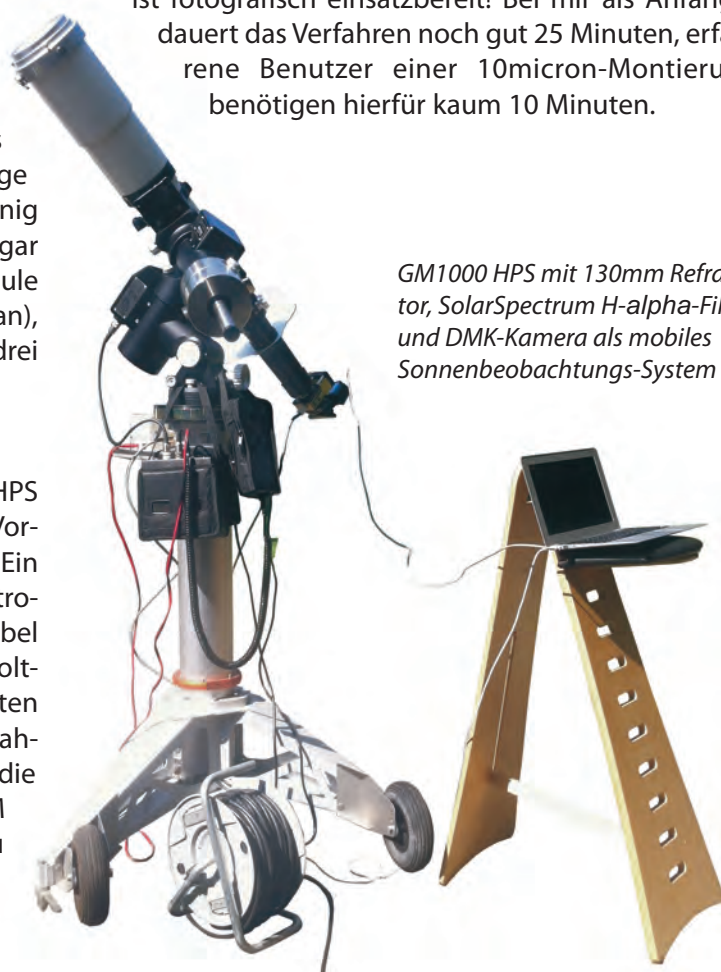 ist fotografisch einsatzbereit! Bei mir als Anfäng
dauert das Verfahren noch gut 25 Minuten, erfa
rene Benutzer einer 10micron-Montieru
benötigen hierfür kaum 10 Minuten.
ge
nig
gar
ule
an),
drei
HPS
Vor-
Ein
tro-
bel
olt-
ten
ah-
die
M
GM1000 HPS mit 130mm Refra
tor, SolarSpectrum H-alpha-Fil
und DMK-Kamera als mobiles
Sonnenbeobachtungs-System